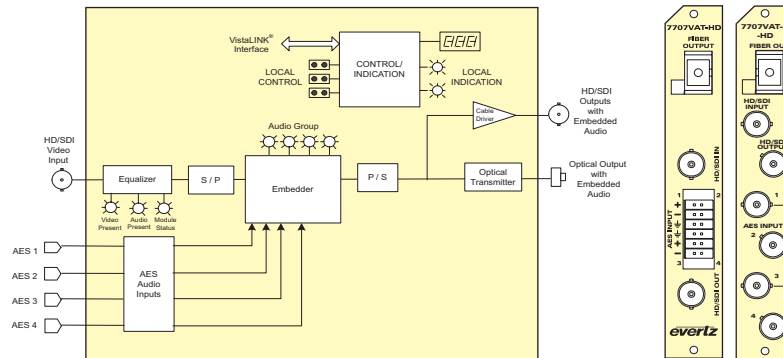 VistaLINK®
Interface
LOCAL
CONTROL
CONTROL/
INDICATION
LOCAL
INDICATION
HD/SDI
Video
Input
Equalizer
S / P
Audio Group
Embedder
P / S
Cable
Driver
Optical
Transmitter
HD/SDI
Outputs
with
Embedded
Audio
Optical Output
with
Embedded
Audio
Video
Present
Audio
Present
Module
Status
AES 1
AES 2
AES 3
AES 4
AES
Audio
Inputs
7707VAT-HD
FIBER
OUTPUT
HD/SDI IN
1 2
AES INPUT
+
−
+
−
3 4
HD/SDI OUT
evertz
7707VAT-
-HD
FIBER OU
HD/SDI
INPUT
HD/SD
OUTPU
1
AES INPUT
2
3
4